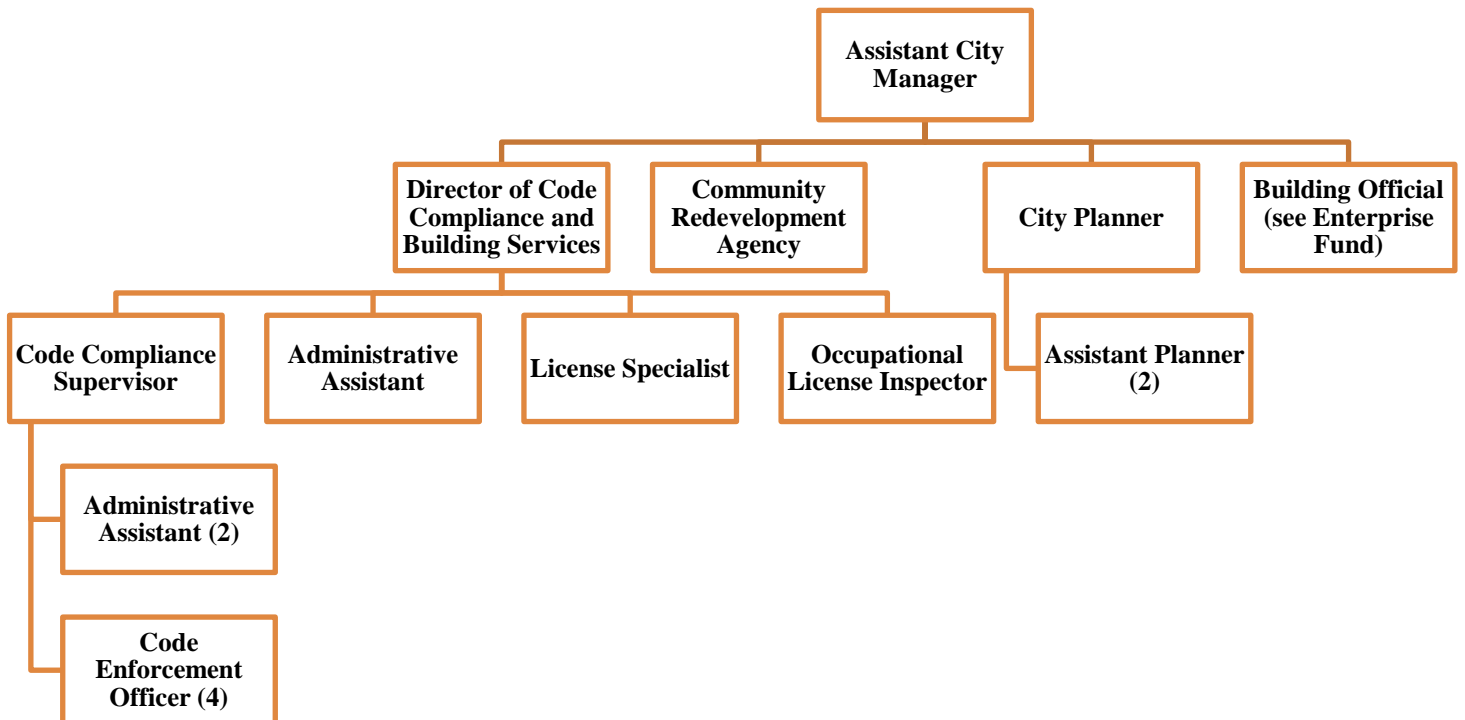 Assistant City
Manager
Director of Code
Compliance and
Building Services
Community
Redevelopment
Agency
City Planner
Building Official
(see Enterprise
Fund)
Code Compliance
Supervisor
Administrative
Assistant
License Specialist
Occupational
License Inspector
Assistant Planner
(2)
Administrative
Assistant (2)
Code
Enforcement
Officer (4)